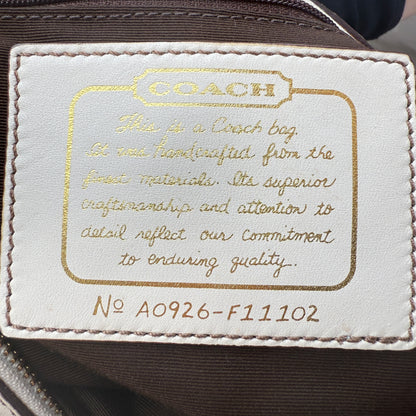 COACH
This is a Coach bag.
It was handcrafted from the
finest materials. Its superior
craftsmanship and attention to
detail reflect our commitment
to enduring quality.
No A0926-F11102